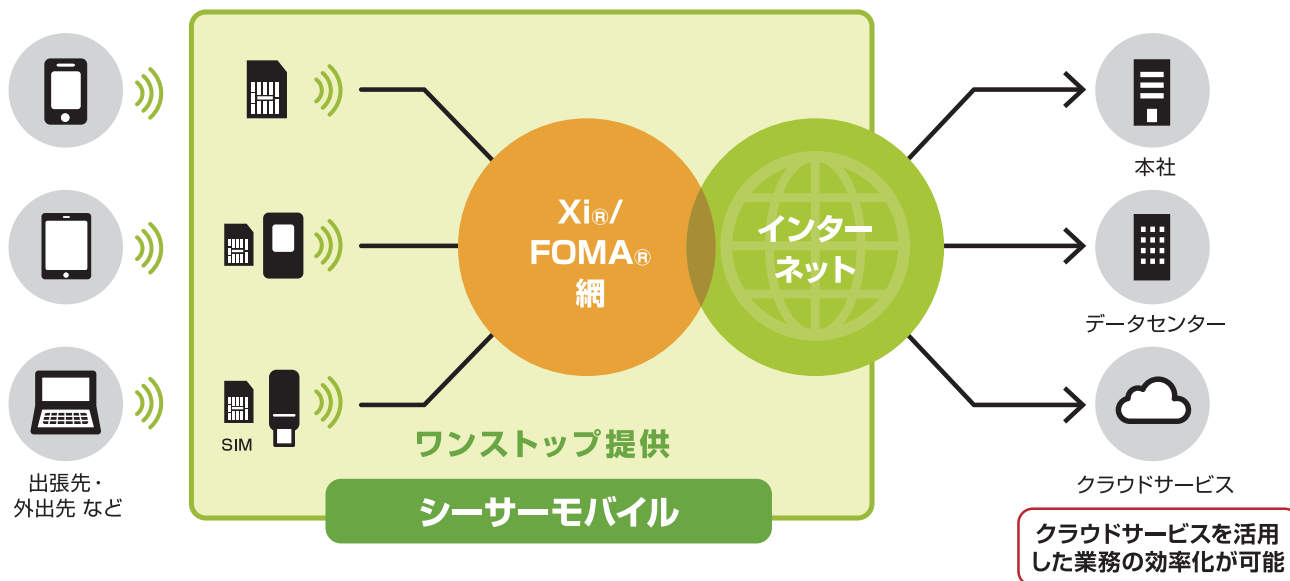 Xi®/
FOMA®
網
インター
ネット
本社
データセンター
SIM
ワンストップ提供
シーサーモバイル
出張先・
外出先 など
クラウドサービス
クラウドサービスを活用
した業務の効率化が可能